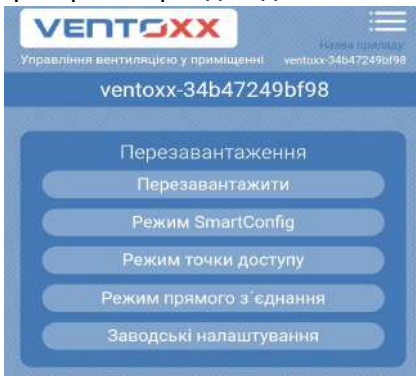 VENTOXX
Назва приладу:
Управління вентиляцією у приміщенні ventoxx-34b47249bf98
ventoxx-34b47249bf98
Перезавантаження
Перезавантажити
Режим SmartConfig
Режим точки доступу
Режим прямого з´єднання
Заводські налаштування